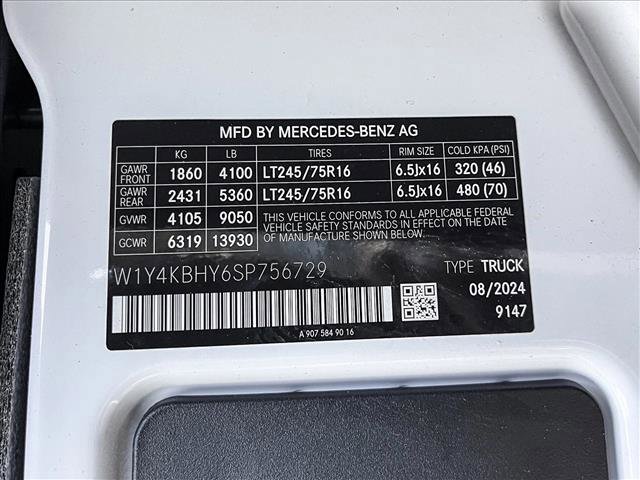 MFD BY MERCEDES-BENZ AG
KG LB TIRES RIM SIZE COLD KPA (PSI)
GAWR FRONT 1860 4100 LT245/75R16 6.5Jx16 320 (46)
GAWR REAR 2431 5360 LT245/75R16 6.5Jx16 480 (70)
GVWR 4105 9050 THIS VEHICLE CONFORMS TO ALL APPLICABLE
FEDERAL VEHICLE SAFETY STANDARDS IN EFFECT ON THE DATE
GCWR 6319 13930 OF MANUFACTURE SHOWN ABOVE.
W1Y4KBHY6SP756729 TYPE TRUCK
08/2024
9147
A 907 584 90 16